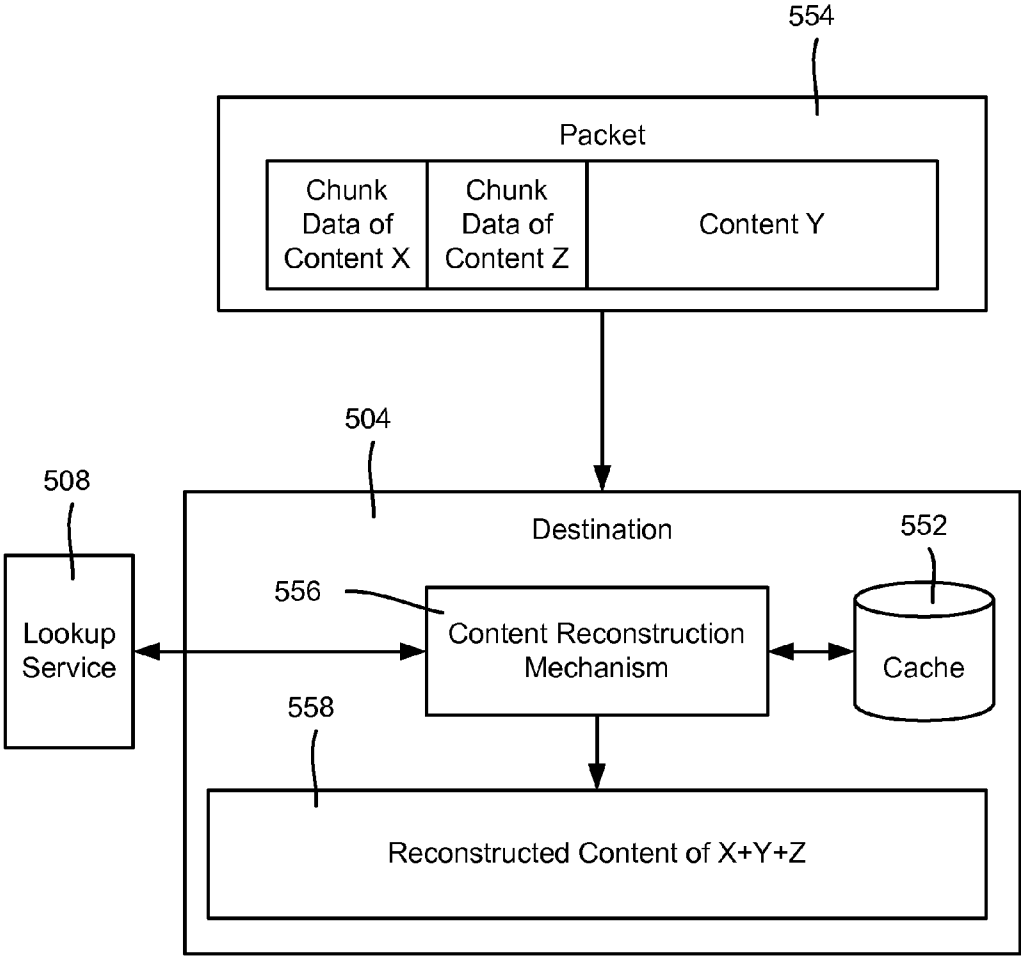 554
Packet
Chunk
Data of
Content X
Chunk
Data of
Content Z
Content Y
504
508
Destination
552
556
Lookup
Service
Content Reconstruction
Mechanism
Cache
558
Reconstructed Content of X+Y+Z